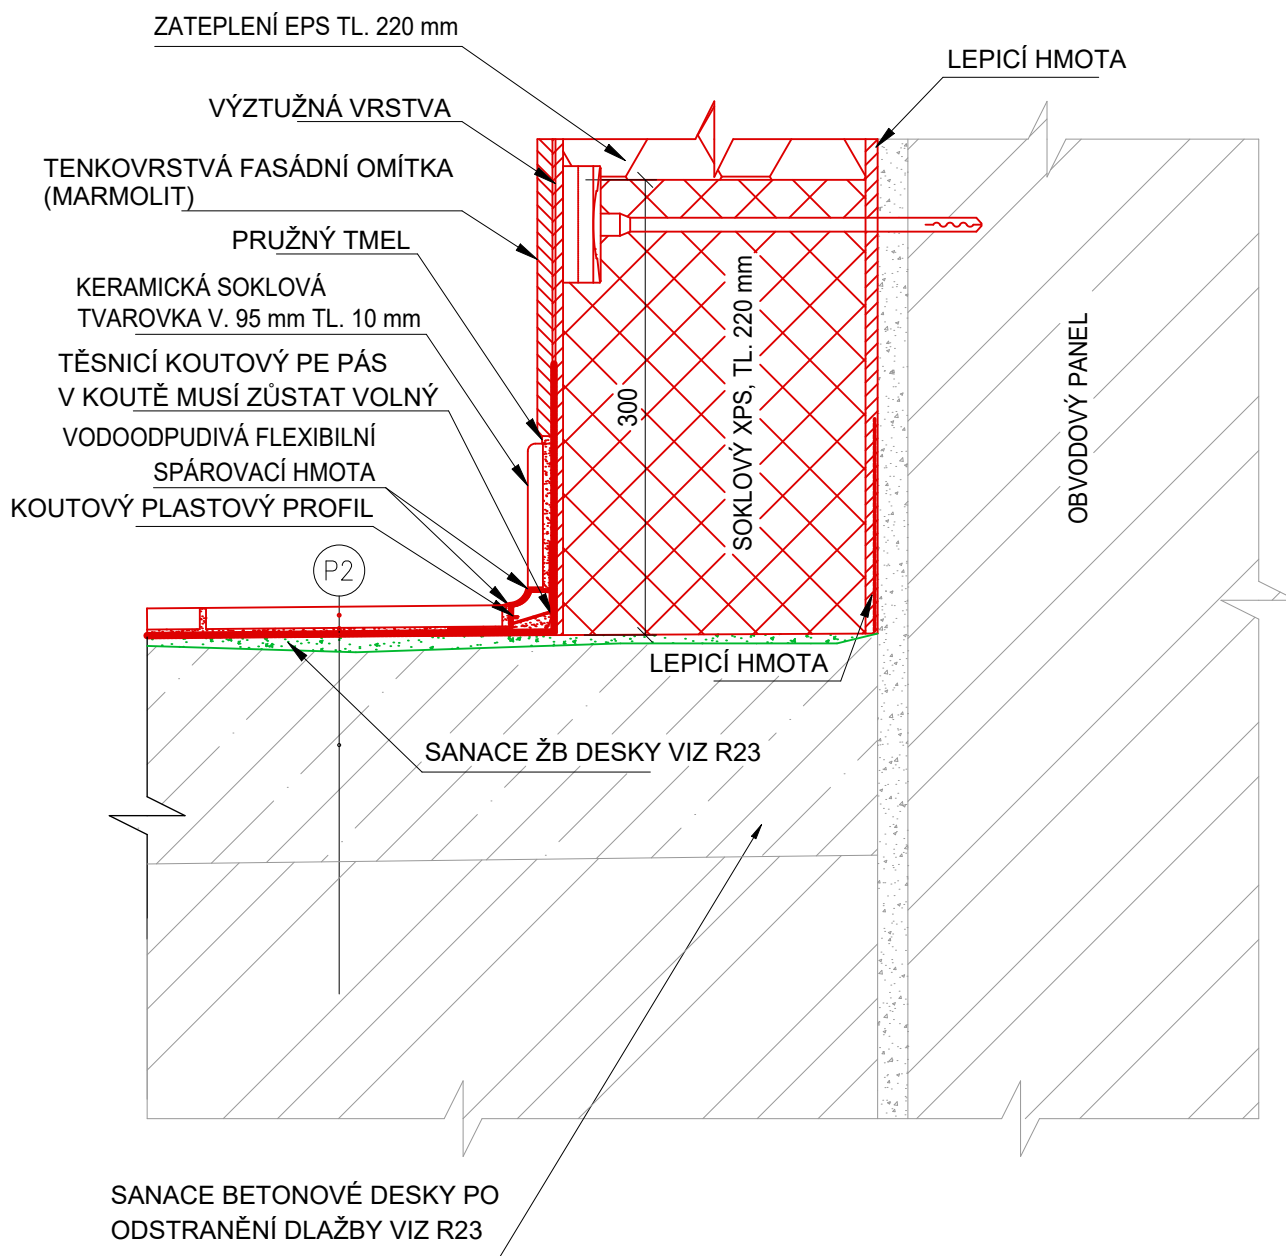 ZATEPLENÍ EPS TL. 220 mm
LEPICÍ HMOTA
VÝZTUŽNÁ VRSTVA
TENKOVRSTVÁ FASÁDNÍ OMÍTKA
(MARMOLIT)
PRUŽNÝ TMEL
KERAMICKÁ SOKLOVÁ
TVAROVKA V. 95 mm TL. 10 mm
TĚSNICÍ KOUTOVÝ PE PÁS
V KOUTĚ MUSÍ ZŮSTAT VOLNÝ
VODOODPUDIVÁ FLEXIBILNÍ
SPÁROVACÍ HMOTA
KOUTOVÝ PLASTOVÝ PROFIL
P2
300
SOKLOVÝ XPS, TL. 220 mm
OBVODOVÝ PANEL
LEPICÍ HMOTA
SANACE ŽB DESKY VIZ R23
SANACE BETONOVÉ DESKY PO
ODSTRANĚNÍ DLAŽBY VIZ R23